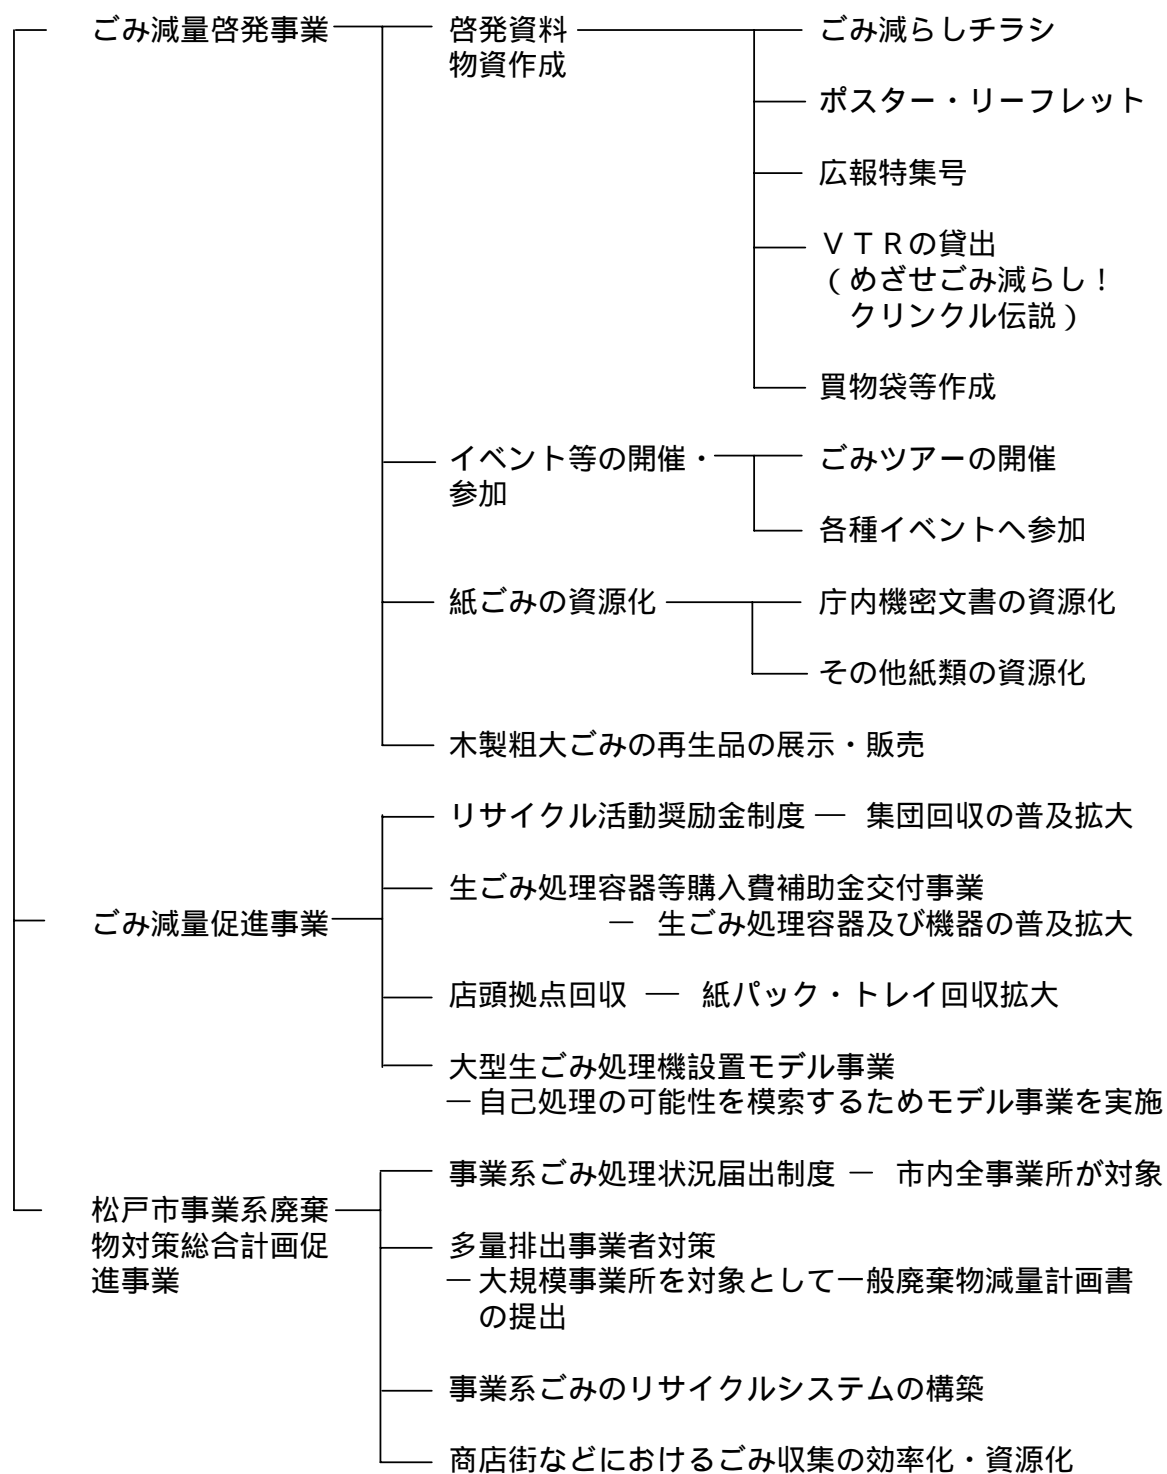 ごみ減量啓発事業
啓発資料
物資作成
ごみ減らしチラシ
ポスター・リーフレット
広報特集号
ＶＴＲの貸出
（めざせごみ減らし！
クリンクル伝説）
買物袋等作成
イベント等の開催・
参加
ごみツアーの開催
各種イベントへ参加
紙ごみの資源化
庁内機密文書の資源化
その他紙類の資源化
木製粗大ごみの再生品の展示・販売
ごみ減量促進事業
リサイクル活動奨励金制度 ― 集団回収の普及拡大
生ごみ処理容器等購入費補助金交付事業
― 生ごみ処理容器及び機器の普及拡大
店頭拠点回収 ― 紙パック・トレイ回収拡大
大型生ごみ処理機設置モデル事業
―自己処理の可能性を模索するためモデル事業を実施
松戸市事業系廃棄
物対策総合計画促
進事業
事業系ごみ処理状況届出制度 ― 市内全事業所が対象
多量排出事業者対策
―大規模事業所を対象として一般廃棄物減量計画書
の提出
事業系ごみのリサイクルシステムの構築
商店街などにおけるごみ収集の効率化・資源化